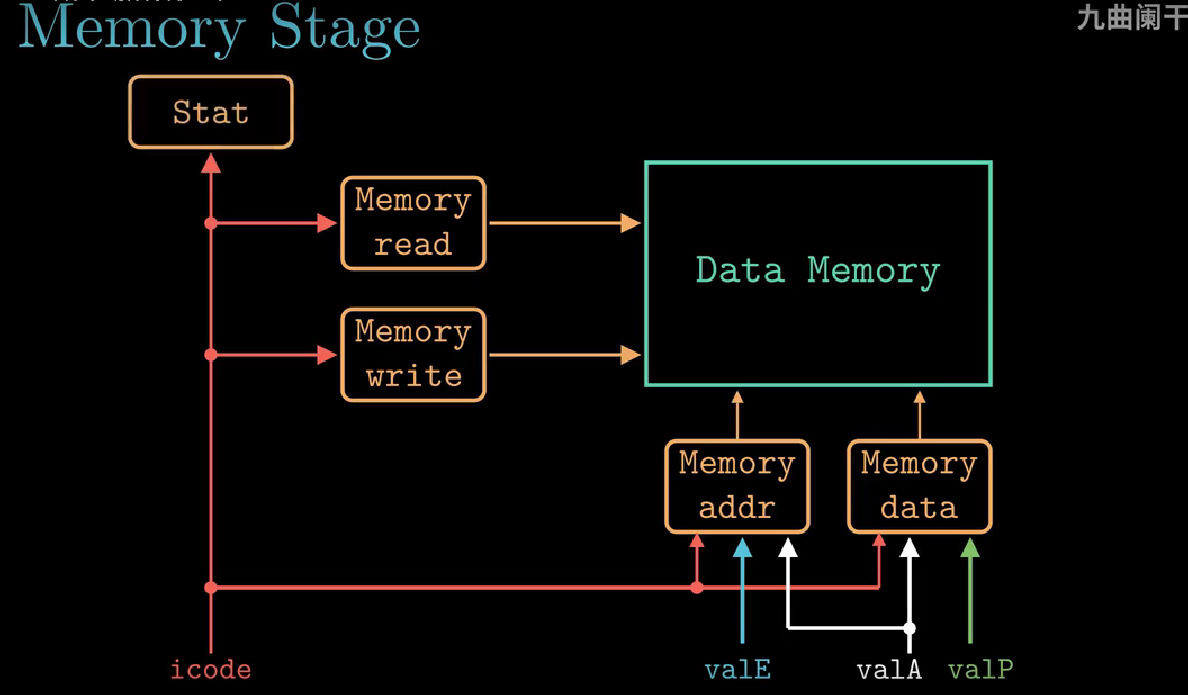 Memory Stage
九曲阑干
Stat
Memory
read
Data Memory
Memory
write
Memory
addr
Memory
data
icode
valE
valA
valP